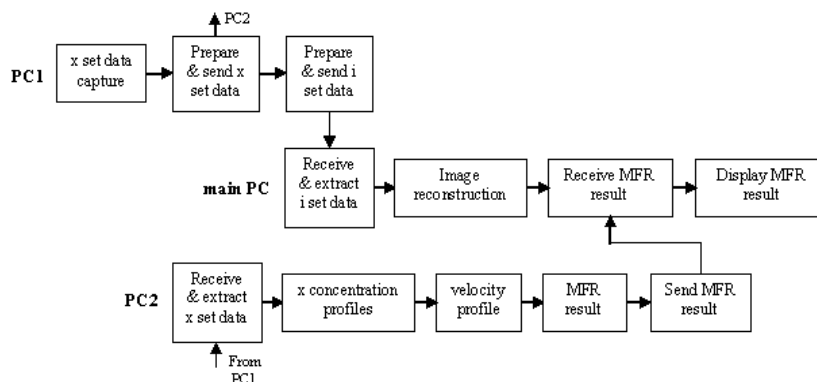 PC2
PC1
x set data
capture
Prepare
& send x
set data
Prepare
& send i
set data
main PC
Receive
& extract
i set data
Image
reconstruction
Receive MFR
result
Display MFR
result
PC2
Receive
& extract
x set data
x concentration
profiles
velocity
profile
MFR
result
Send MFR
result
From
PC1